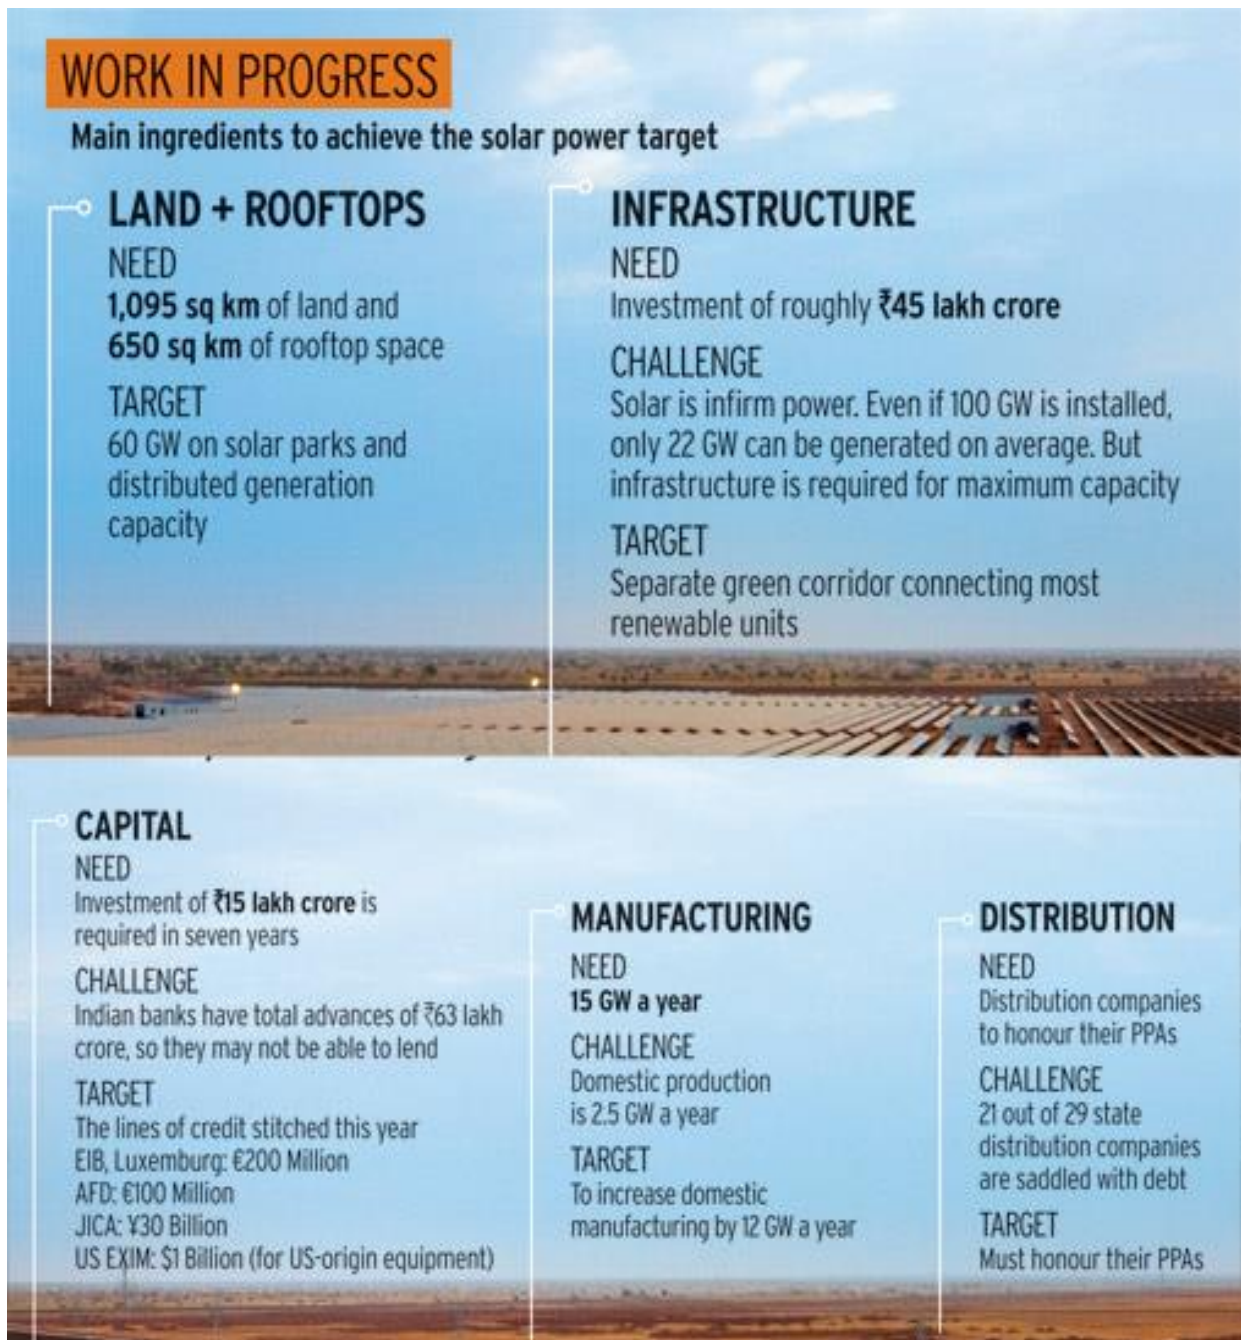 WORK IN PROGRESS
Main ingredients to achieve the solar power target
LAND + ROOFTOPS
NEED
1,095 sq km of land and
650 sq km of rooftop space
TARGET
60 GW on solar parks and
distributed generation
capacity
INFRASTRUCTURE
NEED
Investment of roughly ₹45 lakh crore
CHALLENGE
Solar is infirm power. Even if 100 GW is installed,
only 22 GW can be generated on average. But
infrastructure is required for maximum capacity
TARGET
Separate green corridor connecting most
renewable units
CAPITAL
NEED
Investment of ₹15 lakh crore is
required in seven years
CHALLENGE
Indian banks have total advances of ₹63 lakh
crore, so they may not be able to lend
TARGET
The lines of credit stitched this year
EIB, Luxemburg: €200 Million
AFD: €100 Million
JICA: ¥30 Billion
US EXIM: $1 Billion (for US-origin equipment)
MANUFACTURING
NEED
15 GW a year
CHALLENGE
Domestic production
is 2.5 GW a year
TARGET
To increase domestic
manufacturing by 12 GW a year
DISTRIBUTION
NEED
Distribution companies
to honour their PPAs
CHALLENGE
21 out of 29 state
distribution companies
are saddled with debt
TARGET
Must honour their PPAs